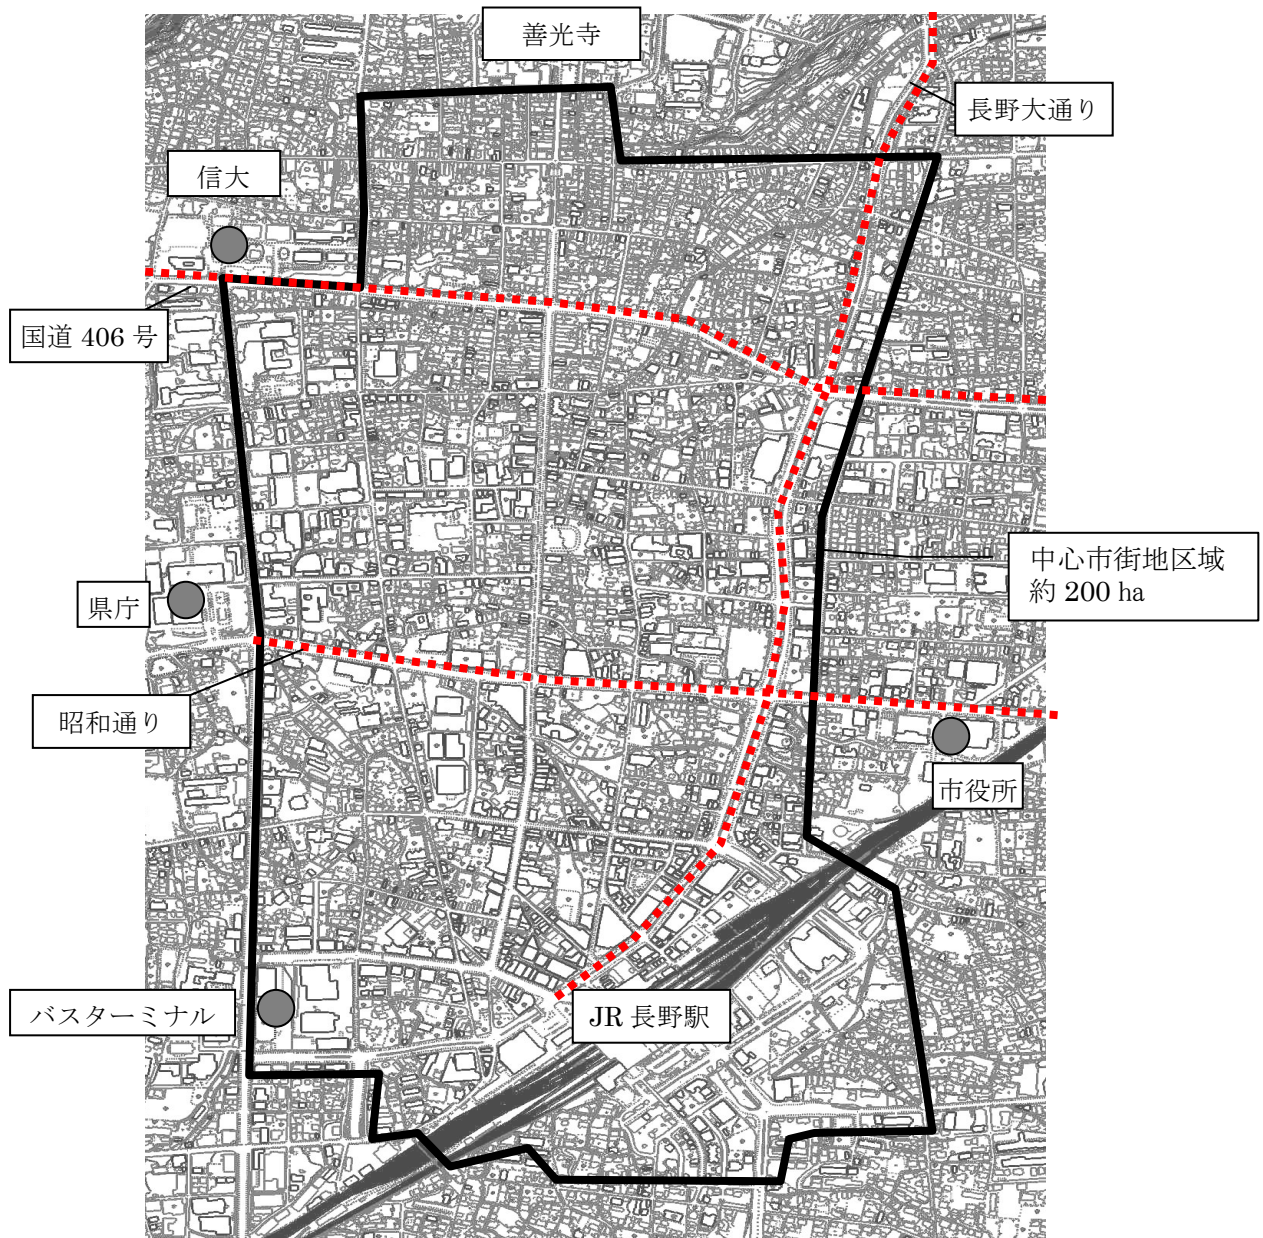 善光寺
長野大通り
信大
国道 406 号
中心市街地区域
約 200 ha
県庁
昭和通り
市役所
バスターミナル
JR 長野駅